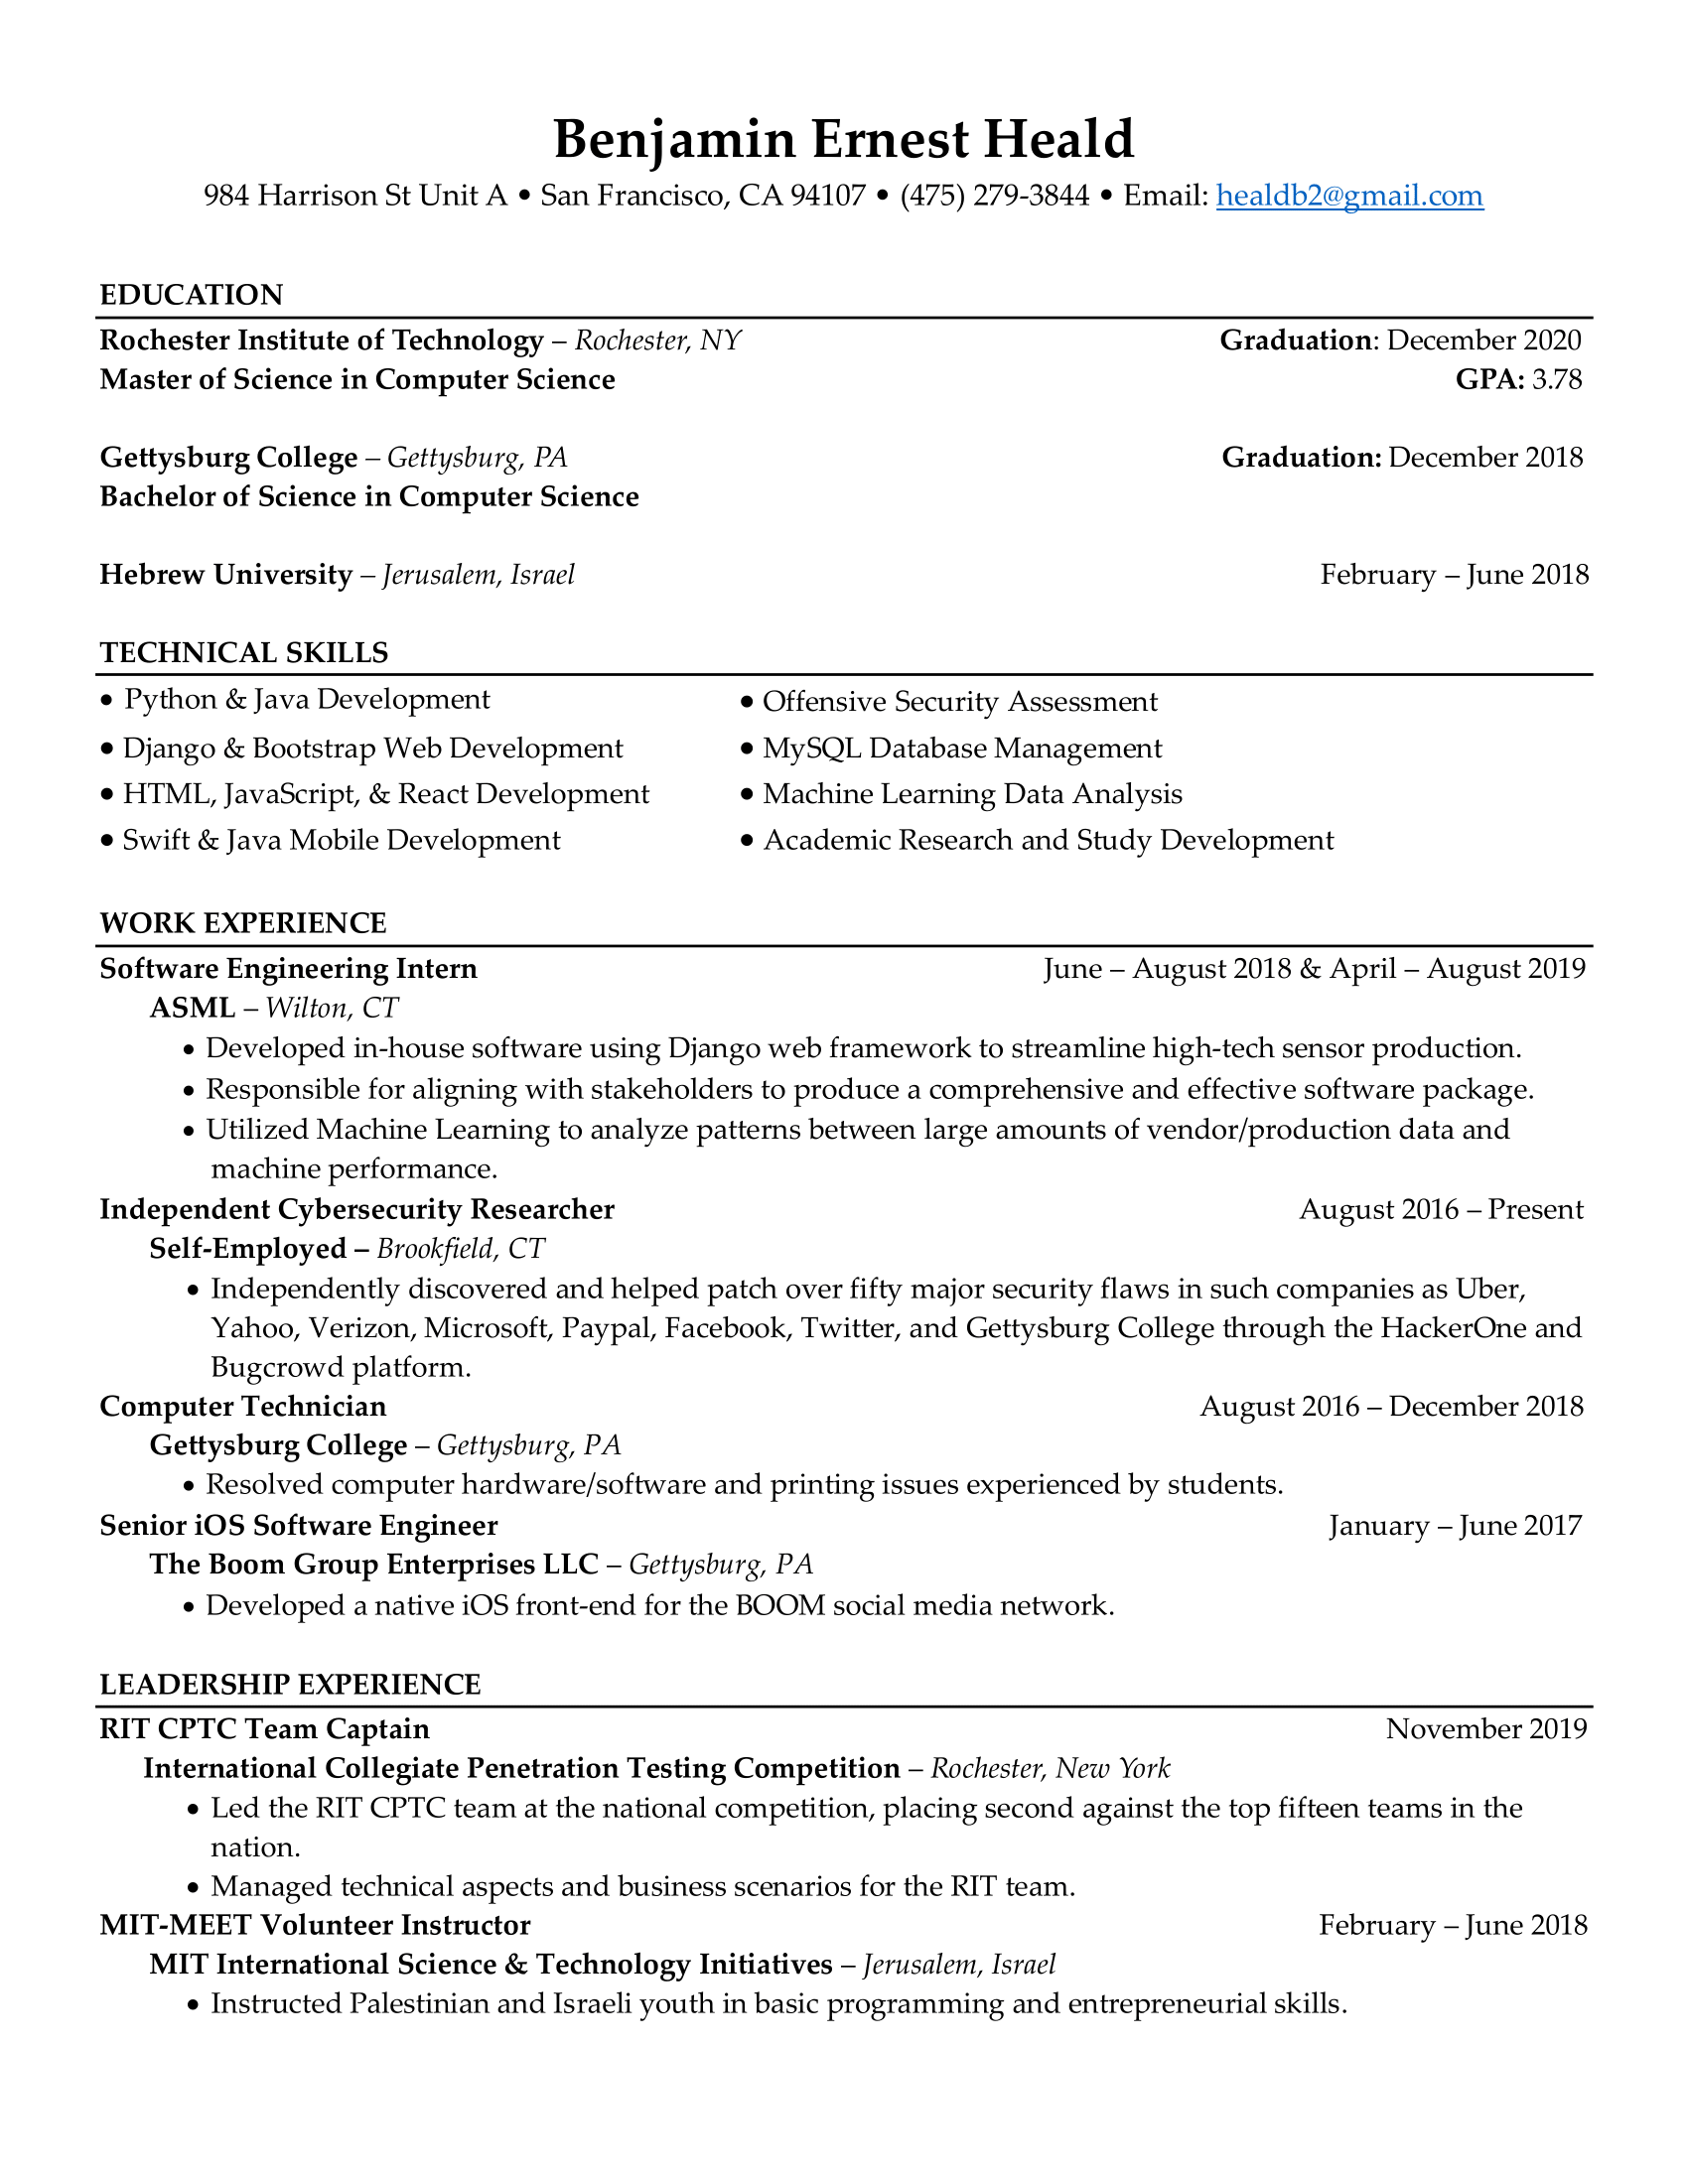 Benjamin Ernest Heald
984 Harrison St Unit A • San Francisco, CA 94107 • (475) 279-3844 • Email: healdb2@gmail.com
EDUCATION
Rochester Institute of Technology – Rochester, NY Graduation: December 2020
Master of Science in Computer Science GPA: 3.78
Gettysburg College – Gettysburg, PA Graduation: December 2018
Bachelor of Science in Computer Science
Hebrew University – Jerusalem, Israel February – June 2018
TECHNICAL SKILLS
• Python & Java Development • Offensive Security Assessment
• Django & Bootstrap Web Development • MySQL Database Management
• HTML, JavaScript, & React Development • Machine Learning Data Analysis
• Swift & Java Mobile Development • Academic Research and Study Development
WORK EXPERIENCE
Software Engineering Intern June – August 2018 & April – August 2019
ASML – Wilton, CT
• Developed in-house software using Django web framework to streamline high-tech sensor production.
• Responsible for aligning with stakeholders to produce a comprehensive and effective software package.
• Utilized Machine Learning to analyze patterns between large amounts of vendor/production data and
machine performance.
Independent Cybersecurity Researcher August 2016 – Present
Self-Employed – Brookfield, CT
• Independently discovered and helped patch over fifty major security flaws in such companies as Uber,
Yahoo, Verizon, Microsoft, Paypal, Facebook, Twitter, and Gettysburg College through the HackerOne and
Bugcrowd platform.
Computer Technician August 2016 – December 2018
Gettysburg College – Gettysburg, PA
• Resolved computer hardware/software and printing issues experienced by students.
Senior iOS Software Engineer January – June 2017
The Boom Group Enterprises LLC – Gettysburg, PA
• Developed a native iOS front-end for the BOOM social media network.
LEADERSHIP EXPERIENCE
RIT CPTC Team Captain November 2019
International Collegiate Penetration Testing Competition – Rochester, New York
• Led the RIT CPTC team at the national competition, placing second against the top fifteen teams in the
nation.
• Managed technical aspects and business scenarios for the RIT team.
MIT-MEET Volunteer Instructor February – June 2018
MIT International Science & Technology Initiatives – Jerusalem, Israel
• Instructed Palestinian and Israeli youth in basic programming and entrepreneurial skills.